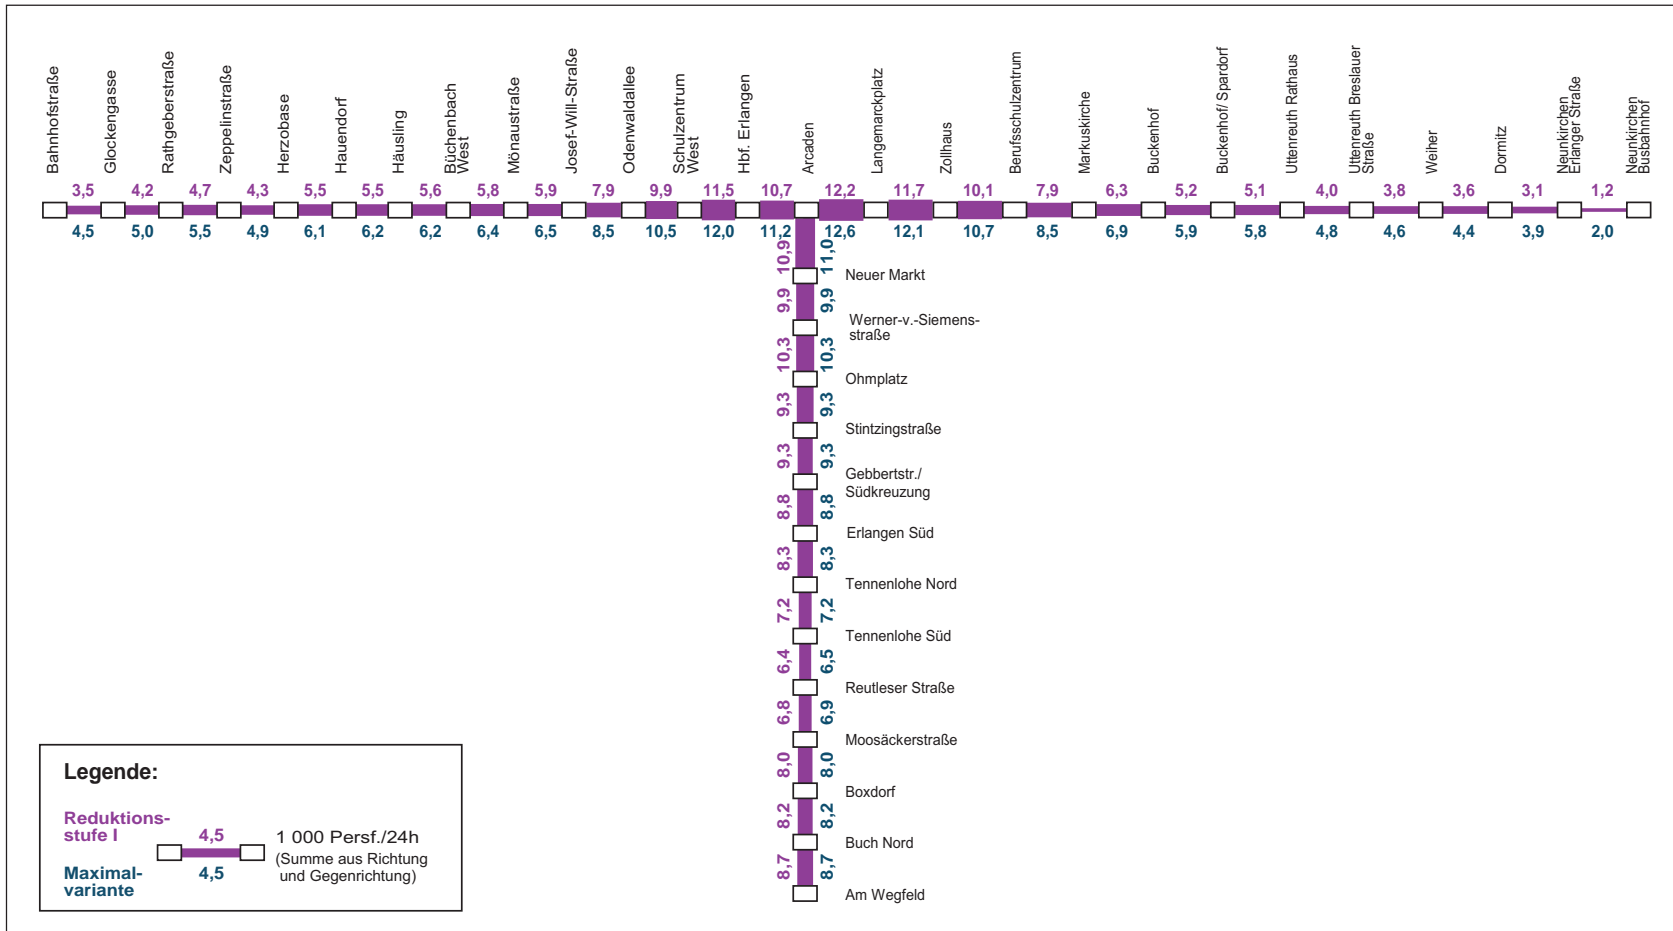 Bahnhofstraße
Glockengasse
Rathgeberstraße
Zeppelinstraße
Herzobase
Hauendorf
Häusling
Büchenbach
West
Mönaustraße
Josef-Will-Straße
Odenwaldallee
Schulzentrum
West
Hbf. Erlangen
Arcaden
Langemarckplatz
Zollhaus
Berufsschulzentrum
Markuskirche
Buckenhof
Buckenhof/ Spardorf
Uttenreuth Rathaus
Uttenreuth Breslauer
Straße
Weiher
Dormitz
Neunkirchen
Erlanger Straße
Neunkirchen
Busbahnhof
3,5 4,2 4,7 4,3 5,5 5,5 5,6 5,8 5,9 7,9 9,9 11,5 10,7 12,2 11,7 10,1 7,9 6,3 5,2 5,1 4,0 3,8 3,6 3,1 1,2
4,5 5,0 5,5 4,9 6,1 6,2 6,2 6,4 6,5 8,5 10,5 12,0 11,2 12,6 12,1 10,7 8,5 6,9 5,9 5,8 4,8 4,6 4,4 3,9 2,0
10,9 11,0
Neuer Markt
9,9 9,9
Werner-v.-Siemens-
straße
10,3 10,3
Ohmplatz
9,3 9,3
Stintzingstraße
9,3 9,3
Gebbertstr./
Südkreuzung
8,8 8,8
Erlangen Süd
8,3 8,3
Tennenlohe Nord
7,2 7,2
Tennenlohe Süd
6,4 6,5
Reutleser Straße
6,8 6,9
Moosäckerstraße
8,0 8,0
Boxdorf
8,2 8,2
Buch Nord
8,7 8,7
Am Wegfeld
Legende:
Reduktions-
stufe I 4,5
1 000 Persf./24h
(Summe aus Richtung
und Gegenrichtung)
Maximal- 4,5
variante